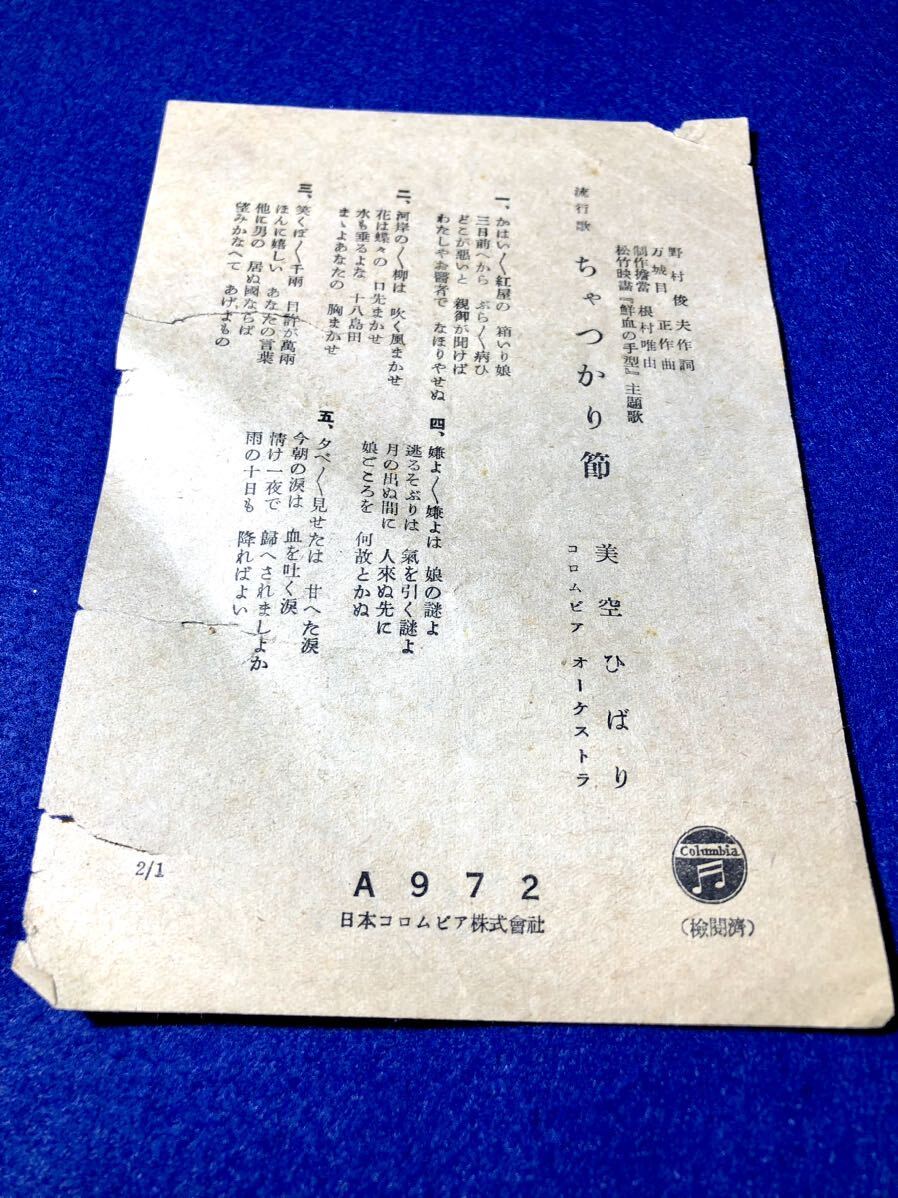 野村俊夫作詞
万城目正作曲
制作擔當 根村唯山
松竹映畫『鮮血の手型』主題歌
流行歌 ちゃつかり節 美空ひばり
コロムビア オーケストラ
一、かはい〱紅屋の 箱いり娘
三日前へから ぶら〱病ひ
どこが惡いと 親御が聞けば
わたしやお醫者で なほりやせぬ
二、河岸の〱柳は 吹く風まかせ
花は蝶々の 口先まかせ
水も垂るよな 十八島田
まゝよあなたの 胸まかせ
三、笑くぼ〱千兩 目許が萬兩
ほんに嬉しい あなたの言葉
他に男の 居ぬ國ならば
望みかなへて あげよもの
四、嫌よ〱嫌よは 娘の謎よ
逃るそぶりは 氣を引く謎よ
月の出ぬ間に 人來ぬ先に
娘ごころを 何故とかぬ
五、夕べ〱見せたは 甘へた涙
今朝の涙は 血を吐く涙
情け一夜で 歸へされましよか
雨の十日も 降ればよい
Columbia
(檢閱濟)
A972
日本コロムビア株式會社
2/1